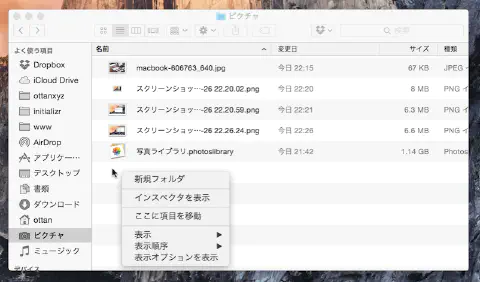 ピクチャ
検索
よく使う項目
名前 変更日 サイズ 種類
Dropbox
iCloud Drive
ottanxyz
initializr
www
AirDrop
アプリケー…
デスクトップ
書類
ダウンロード
ottan
ピクチャ
ミュージック
デバイス
macbook-606763_640.jpg 今日 22:15 67 KB JPEG
スクリーンショッ…-26 22.20.02.png 今日 22:20 8 MB PNG イ
スクリーンショッ…-26 22.20.59.png 今日 22:21 6.3 MB PNG イ
スクリーンショッ…-26 22.26.24.png 今日 22:26 6.6 MB PNG イ
写真ライブラリ.photoslibrary 今日 21:42 1.14 GB Photos
新規フォルダ
インスペクタを表示
ここに項目を移動
表示
表示順序
表示オプションを表示